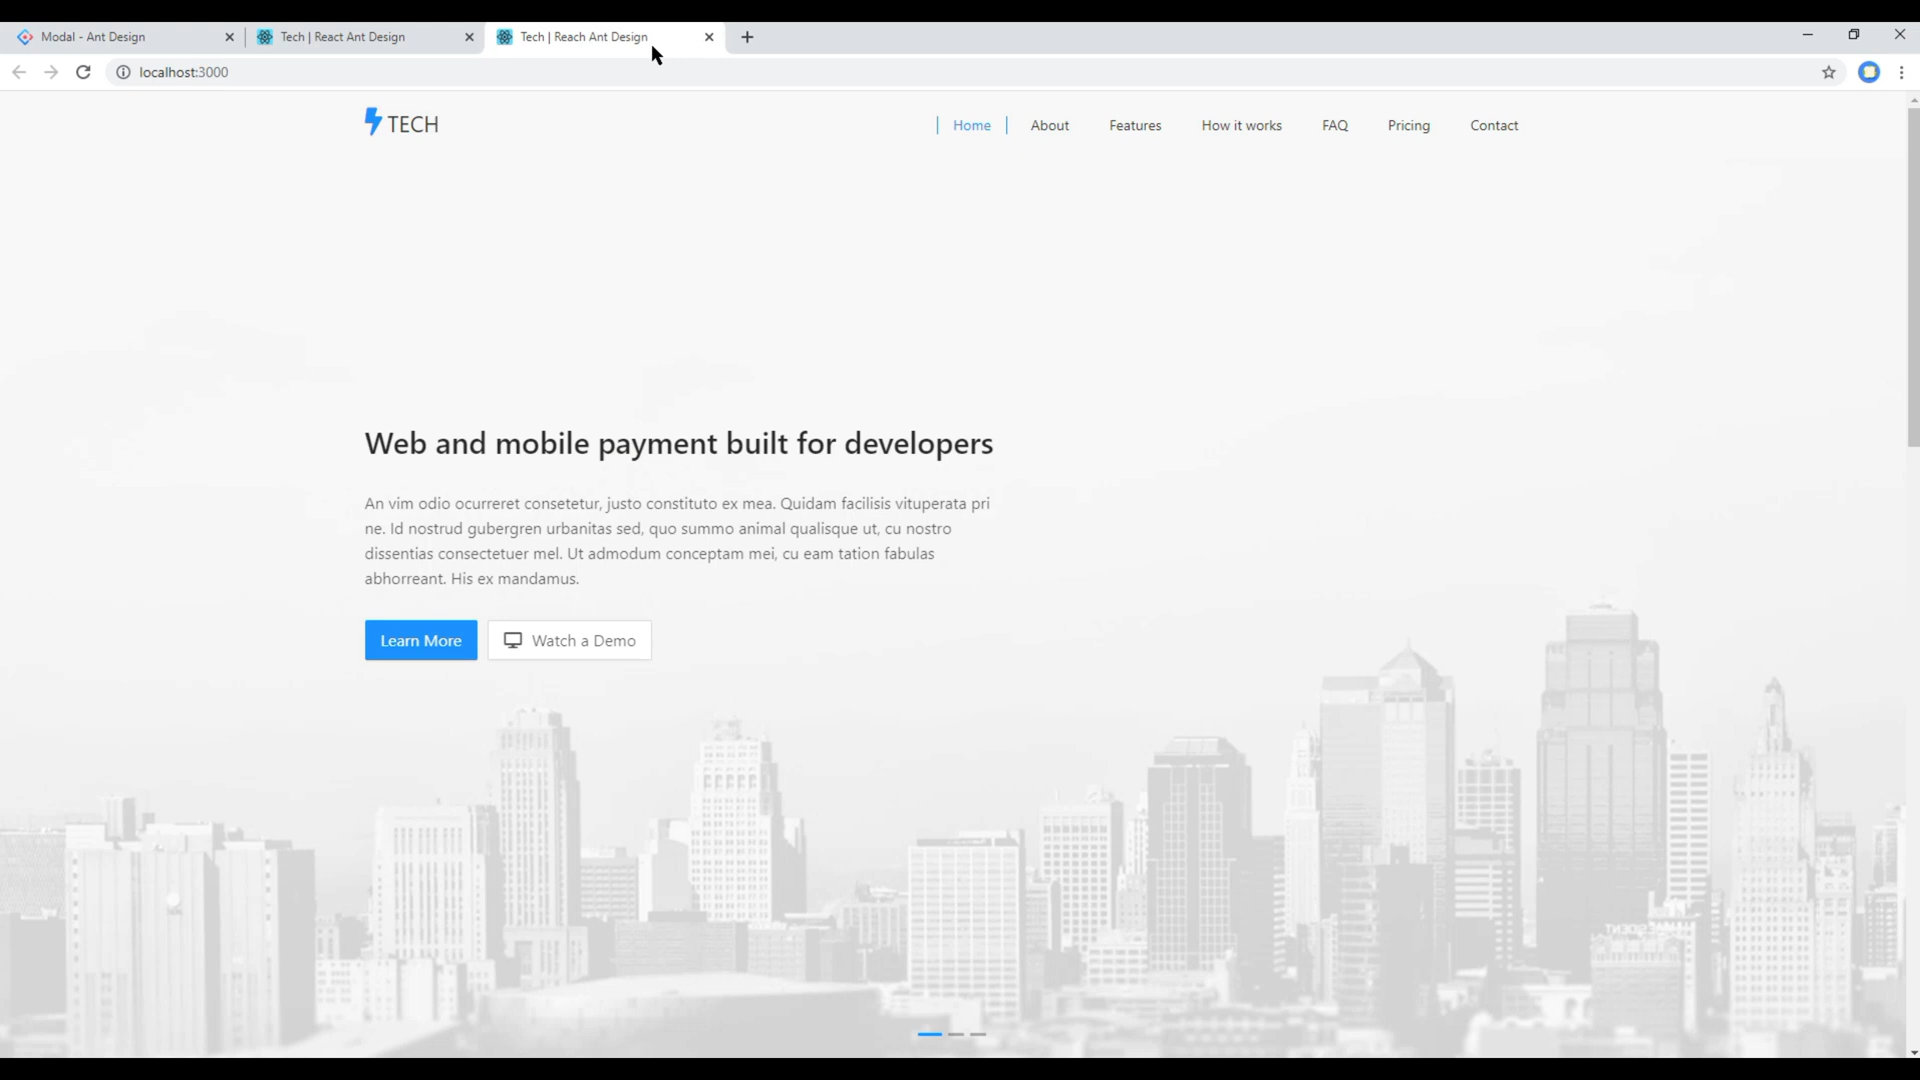 Modal - Ant Design
Tech | React Ant Design
Tech | Reach Ant Design
localhost:3000
TECH
Home
About
Features
How it works
FAQ
Pricing
Contact
Web and mobile payment built for developers
An vim odio ocurreret consetetur, justo constituto ex mea. Quidam facilisis vituperata pri
ne. Id nostrud gubergren urbanitas sed, quo summo animal qualisque ut, cu nostro
dissentias consectetuer mel. Ut admodum conceptam mei, cu eam tation fabulas
abhorreant. His ex mandamus.
Learn More
Watch a Demo